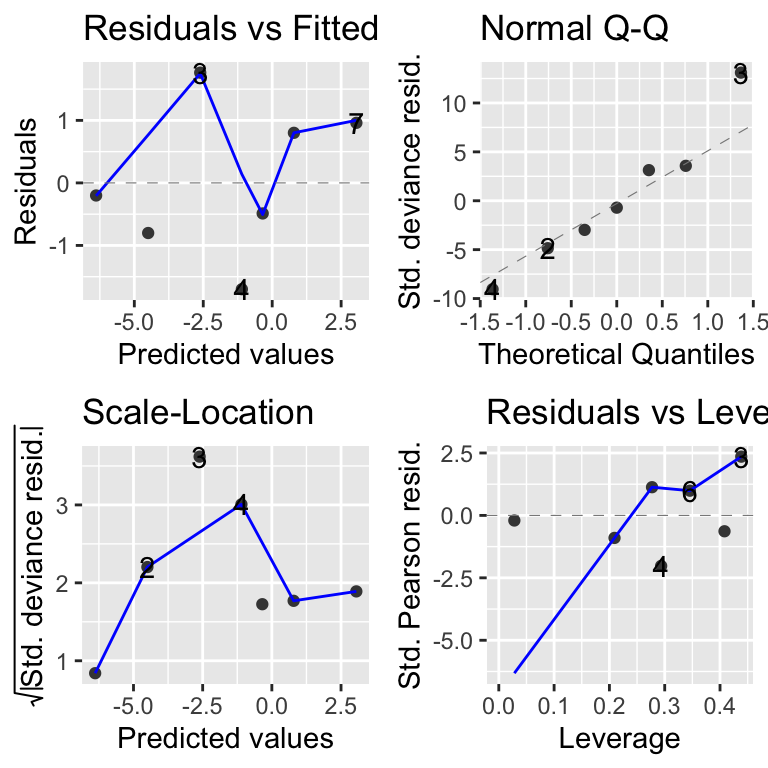 Residuals vs Fitted
Residuals
1
0
-1
3
7
4
-5.0 -2.5 0.0 2.5
Predicted values
Normal Q-Q
Std. deviance resid.
10
5
0
-5
-10
3
2
4
-1.5 -1.0 -0.5 0.0 0.5 1.0 1.5
Theoretical Quantiles
Scale-Location
√|Std. deviance resid.|
3
2
1
3
4
2
-5.0 -2.5 0.0 2.5
Predicted values
Residuals vs Leve
Std. Pearson resid.
2.5
0.0
-2.5
-5.0
3
6
4
0.0 0.1 0.2 0.3 0.4
Leverage